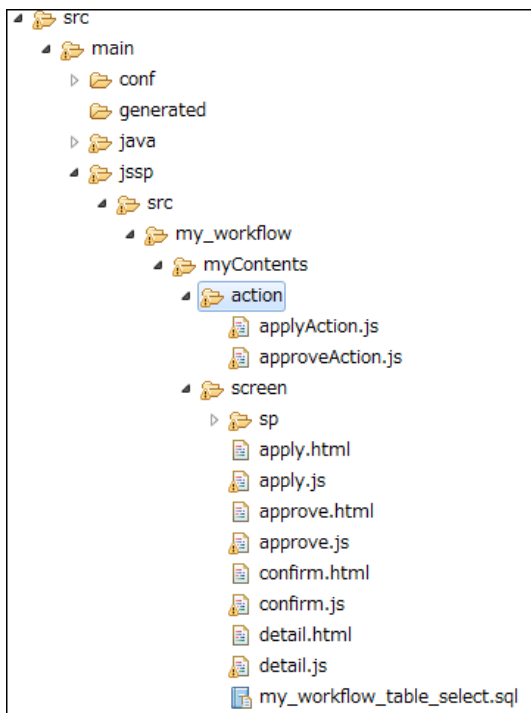 src
main
conf
generated
java
jssp
src
my_workflow
myContents
action
applyAction.js
approveAction.js
screen
sp
apply.html
apply.js
approve.html
approve.js
confirm.html
confirm.js
detail.html
detail.js
my_workflow_table_select.sql